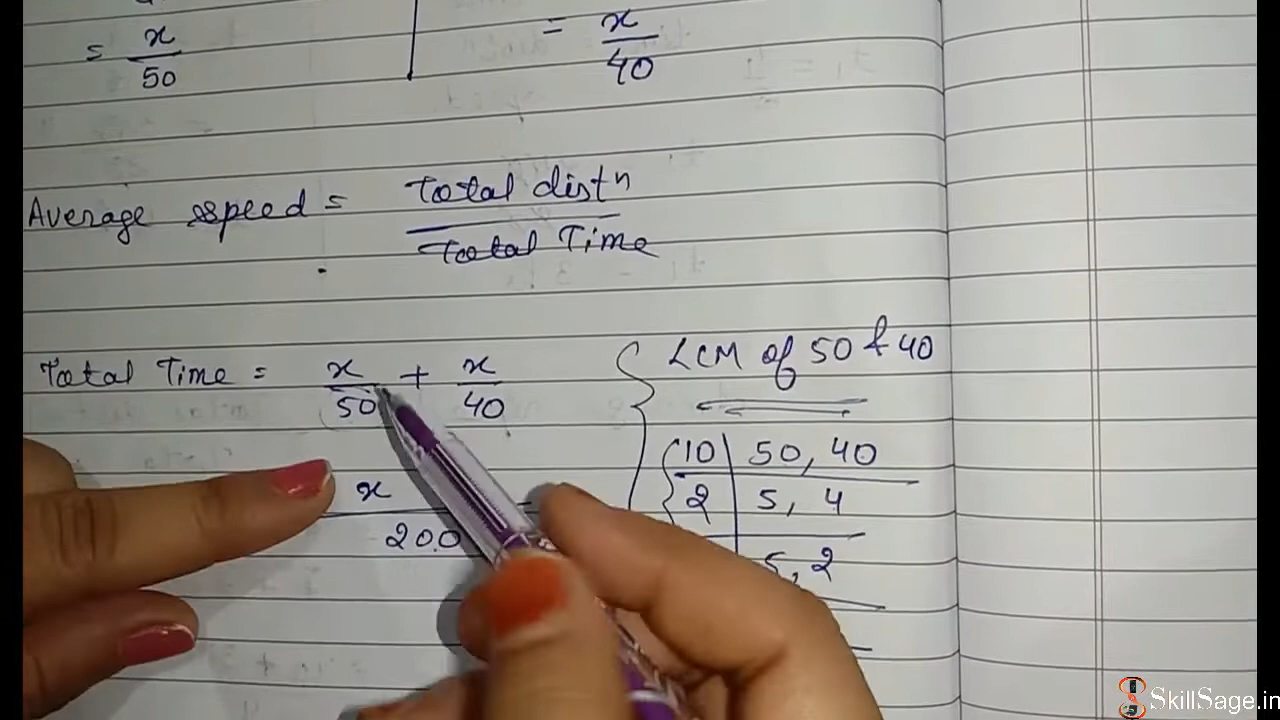 = x/50
= x/40
Average speed = Total distⁿ / Total Time
Total Time = x/50 + x/40
x
200
{ LCM of 50 & 40
10 | 50, 40
2 | 5, 4
5, 2
SkillSage.in